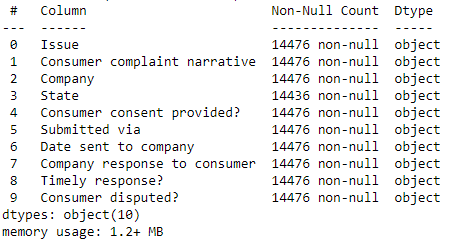 #   Column                        Non-Null Count  Dtype
---  ------                        --------------  -----
 0   Issue                         14476 non-null  object
 1   Consumer complaint narrative  14476 non-null  object
 2   Company                       14476 non-null  object
 3   State                         14436 non-null  object
 4   Consumer consent provided?    14476 non-null  object
 5   Submitted via                 14476 non-null  object
 6   Date sent to company          14476 non-null  object
 7   Company response to consumer  14476 non-null  object
 8   Timely response?              14476 non-null  object
 9   Consumer disputed?            14476 non-null  object
dtypes: object(10)
memory usage: 1.2+ MB